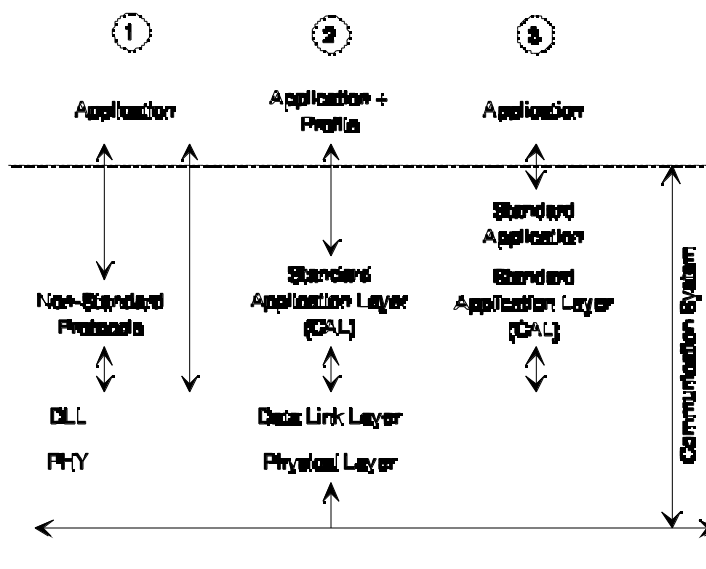 1
2
3
Application
Application +
Profile
Application
Standard
Application
Non-Standard
Protocols
Standard
Application Layer
(CAL)
Standard
Application Layer
(CAL)
DLL
Data Link Layer
PHY
Physical Layer
Communication System